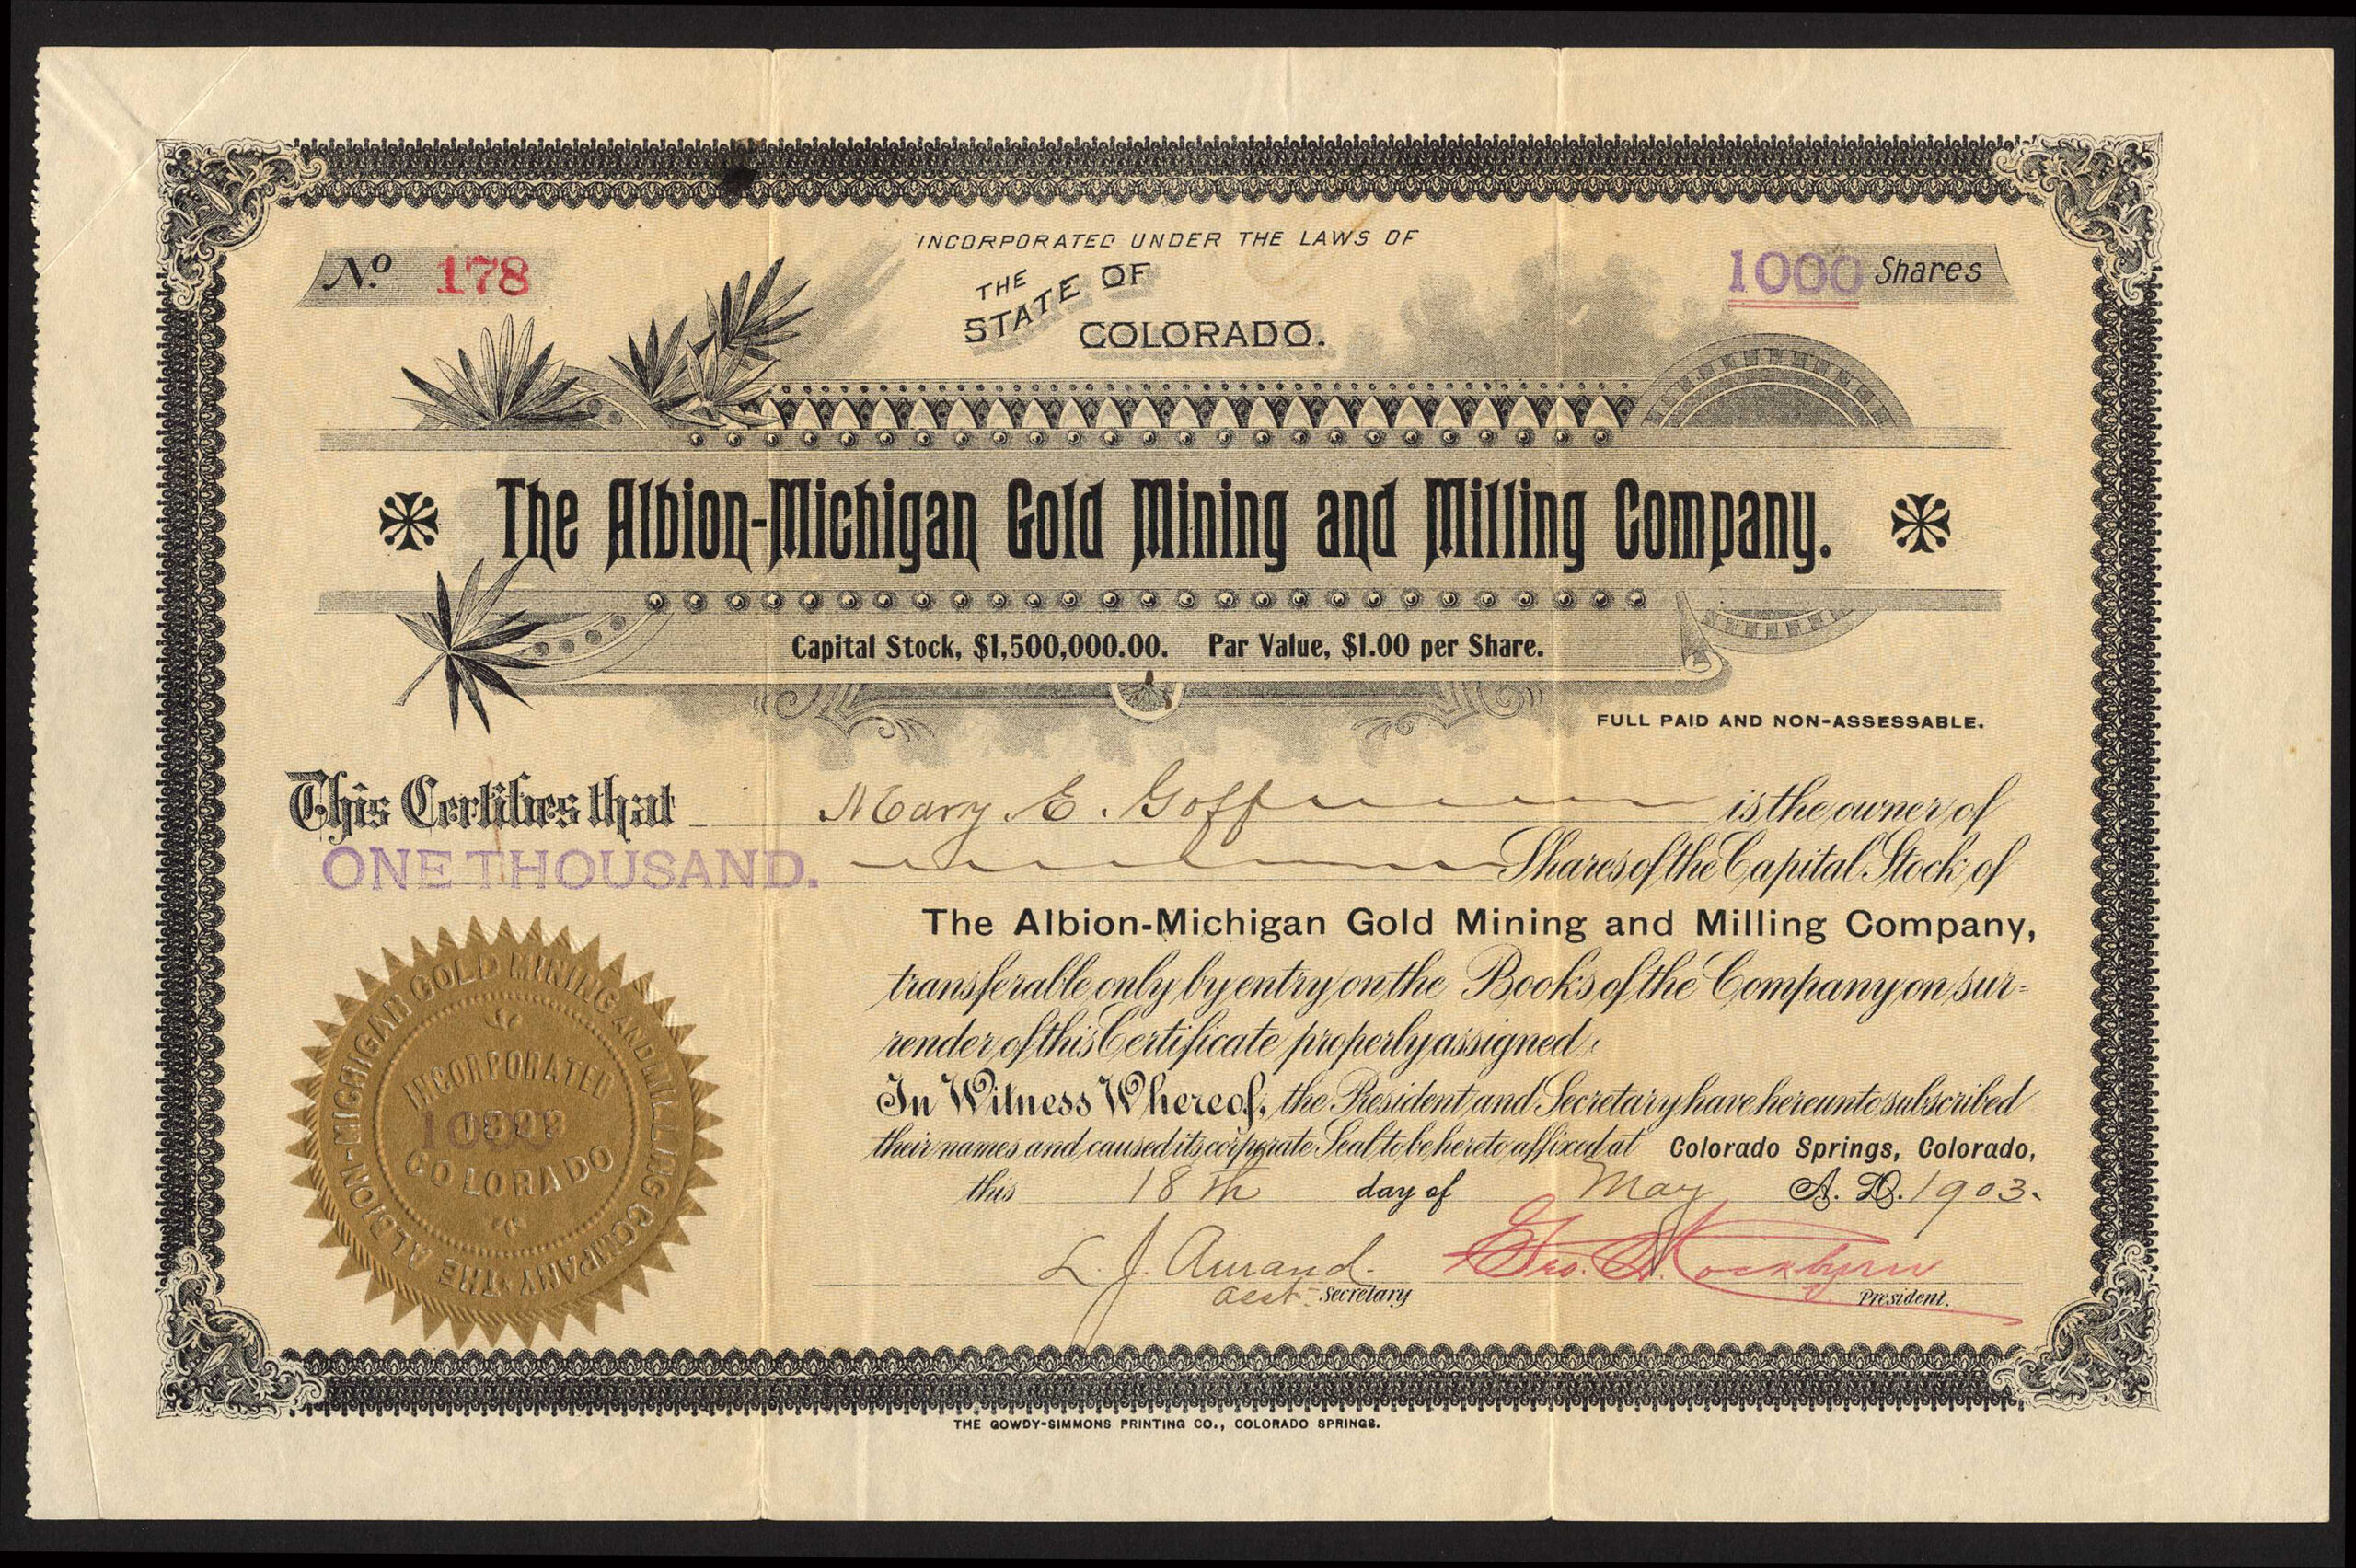 INCORPORATED UNDER THE LAWS OF
THE
STATE OF
COLORADO.
No. 178
1000 Shares
The Albion-Michigan Gold Mining and Milling Company.
Capital Stock, $1,500,000.00. Par Value, $1.00 per Share.
FULL PAID AND NON-ASSESSABLE.
This Certifies that Mary E. Goff is the owner of
ONE THOUSAND. Shares of the Capital Stock of
The Albion-Michigan Gold Mining and Milling Company,
transferable only by entry on the Books of the Company on sur-
render of this Certificate properly assigned.
In Witness Whereof, the President and Secretary have hereunto subscribed
their names and caused its corporate Seal to be hereto affixed at Colorado Springs, Colorado,
this 18th day of May A. D. 1903.
L. J. Aurand.
asst. Secretary
Geo.
President.
THE ALBION-MICHIGAN GOLD MINING AND MILLING COMPANY
INCORPORATED
COLORADO
THE GOWDY-SIMMONS PRINTING CO., COLORADO SPRINGS.